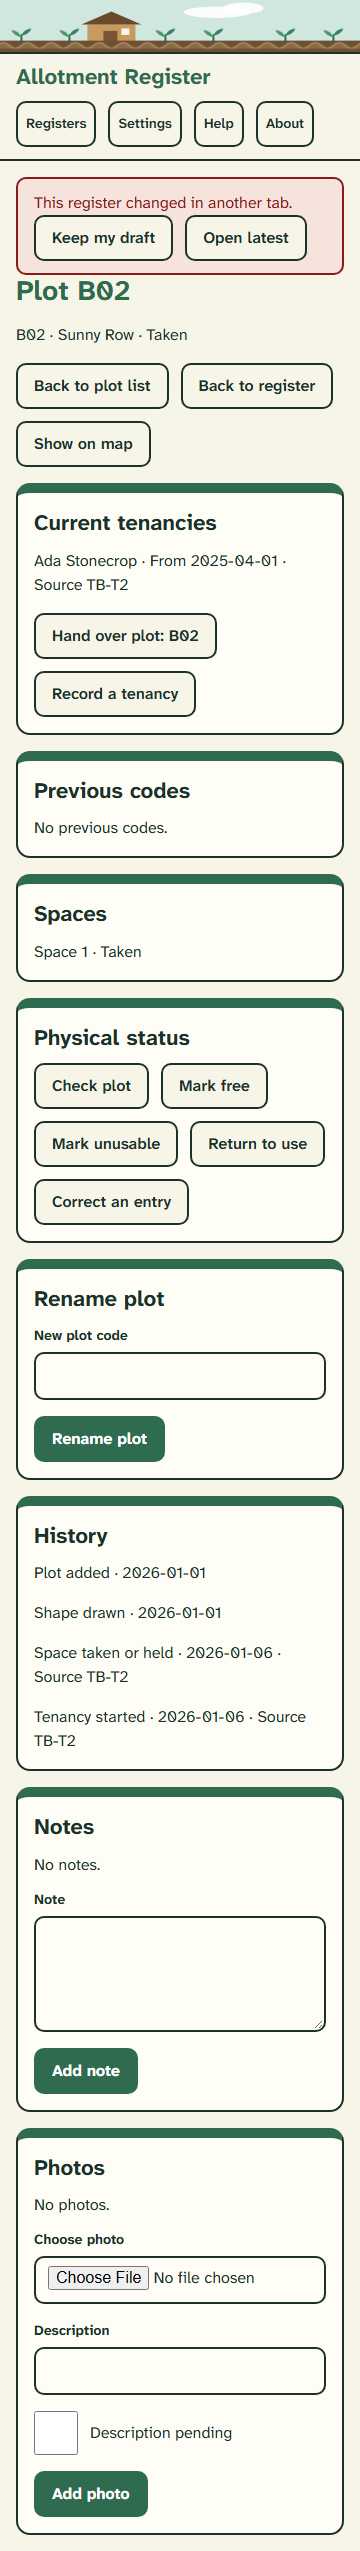 Allotment Register
Registers
Settings
Help
About
This register changed in another tab.
Keep my draft
Open latest
Plot B02
B02 · Sunny Row · Taken
Back to plot list
Back to register
Show on map
Current tenancies
Ada Stonecrop · From 2025-04-01 ·
Source TB-T2
Hand over plot: B02
Record a tenancy
Previous codes
No previous codes.
Spaces
Space 1 · Taken
Physical status
Check plot
Mark free
Mark unusable
Return to use
Correct an entry
Rename plot
New plot code
Rename plot
History
Plot added · 2026-01-01
Shape drawn · 2026-01-01
Space taken or held · 2026-01-06 ·
Source TB-T2
Tenancy started · 2026-01-06 · Source
TB-T2
Notes
No notes.
Note
Add note
Photos
No photos.
Choose photo
Choose File No file chosen
Description
Description pending
Add photo